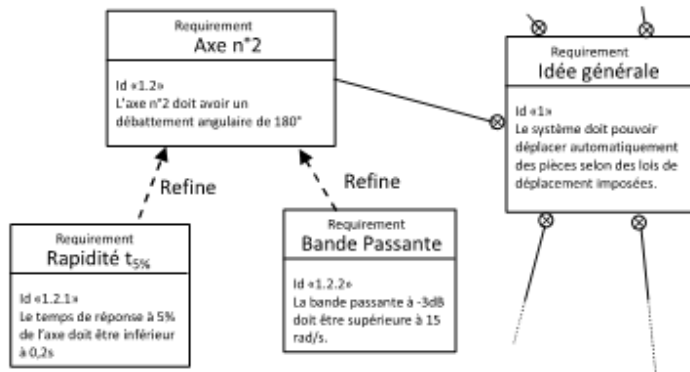 Requirement
Axe n°2
Id «1.2»
L'axe n°2 doit avoir un
débattement angulaire de 180°
Requirement
Idée générale
Id «1»
Le système doit pouvoir
déplacer automatiquement
des pièces selon des lois de
déplacement imposées.
Refine
Refine
Requirement
Rapidité t5%
Id «1.2.1»
Le temps de réponse à 5%
de l'axe doit être inférieur
à 0,2s
Requirement
Bande Passante
Id «1.2.2»
La bande passante à -3dB
doit être supérieure à 15
rad/s.